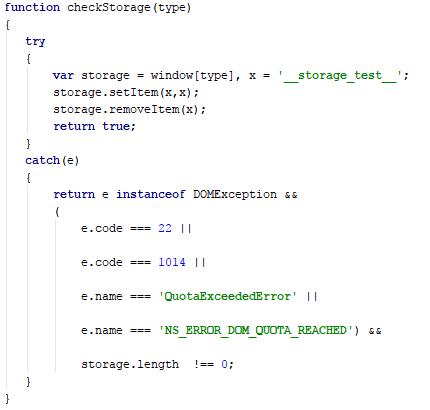 function checkStorage(type)
{
try
{
var storage = window[type], x = '__storage_test__';
storage.setItem(x,x);
storage.removeItem(x);
return true;
}
catch(e)
{
return e instanceof DOMException &&
(
e.code === 22 ||
e.code === 1014 ||
e.name === 'QuotaExceededError' ||
e.name === 'NS_ERROR_DOM_QUOTA_REACHED') &&
storage.length !== 0;
}
}